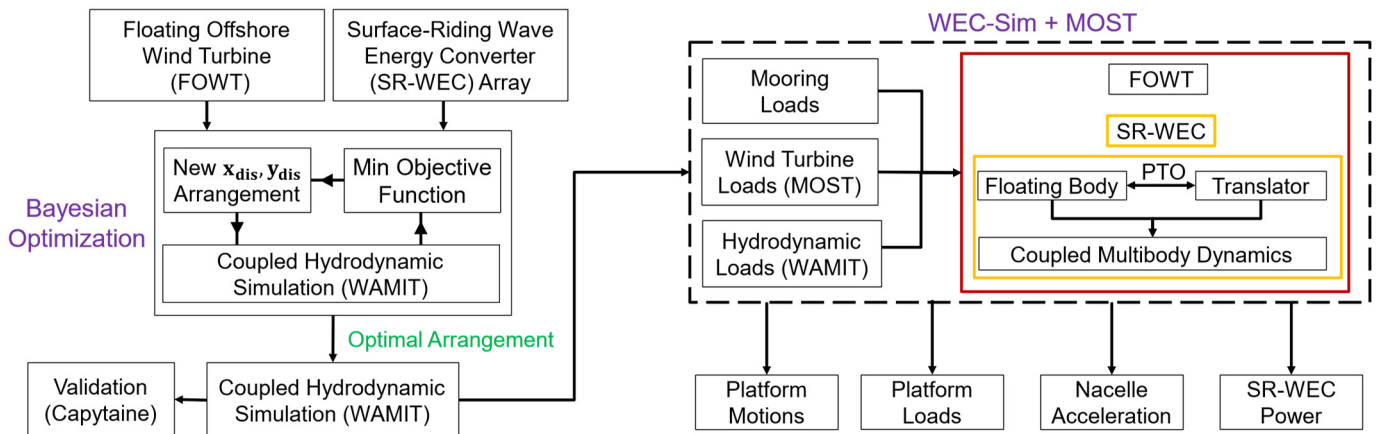 Floating Offshore
Wind Turbine
(FOWT)
Surface-Riding Wave
Energy Converter
(SR-WEC) Array
Bayesian
Optimization
New x_dis, y_dis
Arrangement
Min Objective
Function
Coupled Hydrodynamic
Simulation (WAMIT)
Optimal Arrangement
Validation
(Capytaine)
Coupled Hydrodynamic
Simulation (WAMIT)
WEC-Sim + MOST
Mooring
Loads
Wind Turbine
Loads (MOST)
Hydrodynamic
Loads (WAMIT)
FOWT
SR-WEC
Floating Body
PTO
Translator
Coupled Multibody Dynamics
Platform
Motions
Platform
Loads
Nacelle
Acceleration
SR-WEC
Power